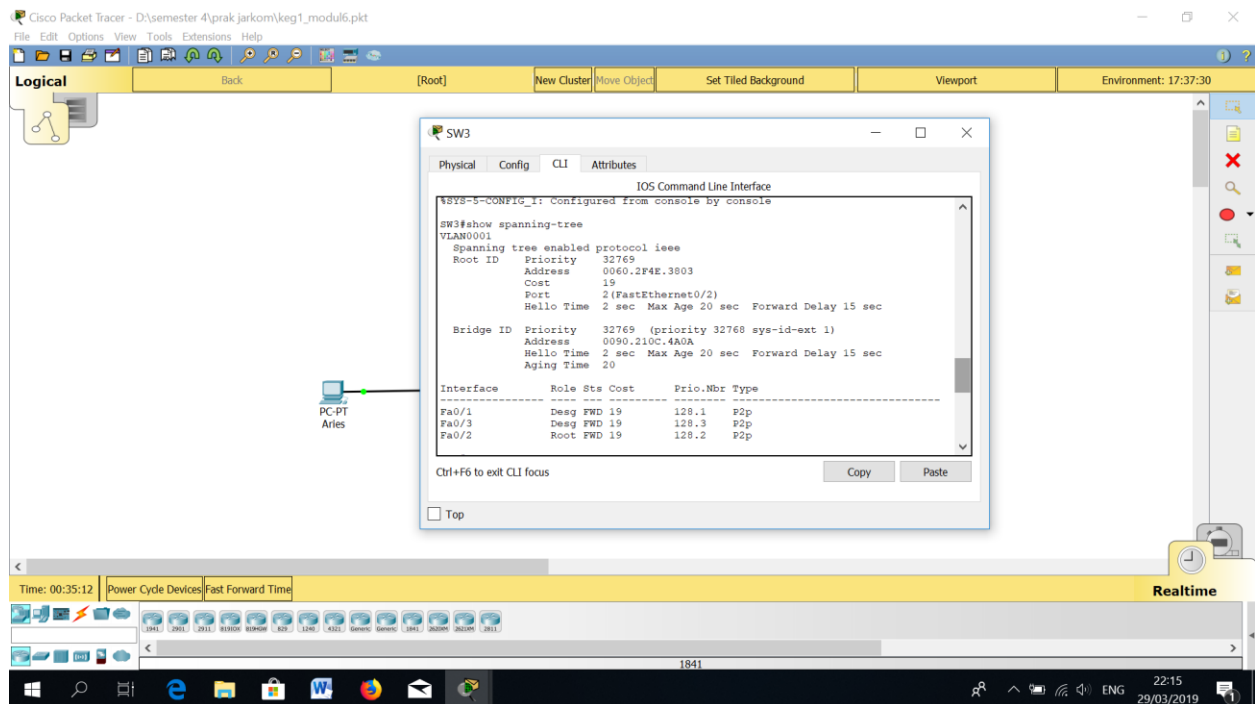 Cisco Packet Tracer - D:\semester 4\prak jarkom\keg1_modul6.pkt
File Edit Options View Tools Extensions Help
Logical Back [Root] New Cluster Move Object Set Tiled Background Viewport Environment: 17:37:30
SW3
Physical Config CLI Attributes
IOS Command Line Interface
%SYS-5-CONFIG_I: Configured from console by console
SW3#show spanning-tree
VLAN0001
Spanning tree enabled protocol ieee
Root ID Priority 32769
Address 0060.2F4E.3803
Cost 19
Port 2(FastEthernet0/2)
Hello Time 2 sec Max Age 20 sec Forward Delay 15 sec
Bridge ID Priority 32769 (priority 32768 sys-id-ext 1)
Address 0090.210C.4A0A
Hello Time 2 sec Max Age 20 sec Forward Delay 15 sec
Aging Time 20
Interface Role Sts Cost Prio.Nbr Type
---------------- ---- --- --------- -------- --------------------------------
Fa0/1 Desg FWD 19 128.1 P2p
Fa0/3 Desg FWD 19 128.3 P2p
Fa0/2 Root FWD 19 128.2 P2p
Ctrl+F6 to exit CLI focus Copy Paste
Top
PC-PT
Aries
Time: 00:35:12 Power Cycle Devices Fast Forward Time Realtime
1941 2901 2911 819IOX 819HGW 829 1240 4321 Generic Generic 1841 2620XM 2621XM 2811
1841
ENG
22:15
29/03/2019